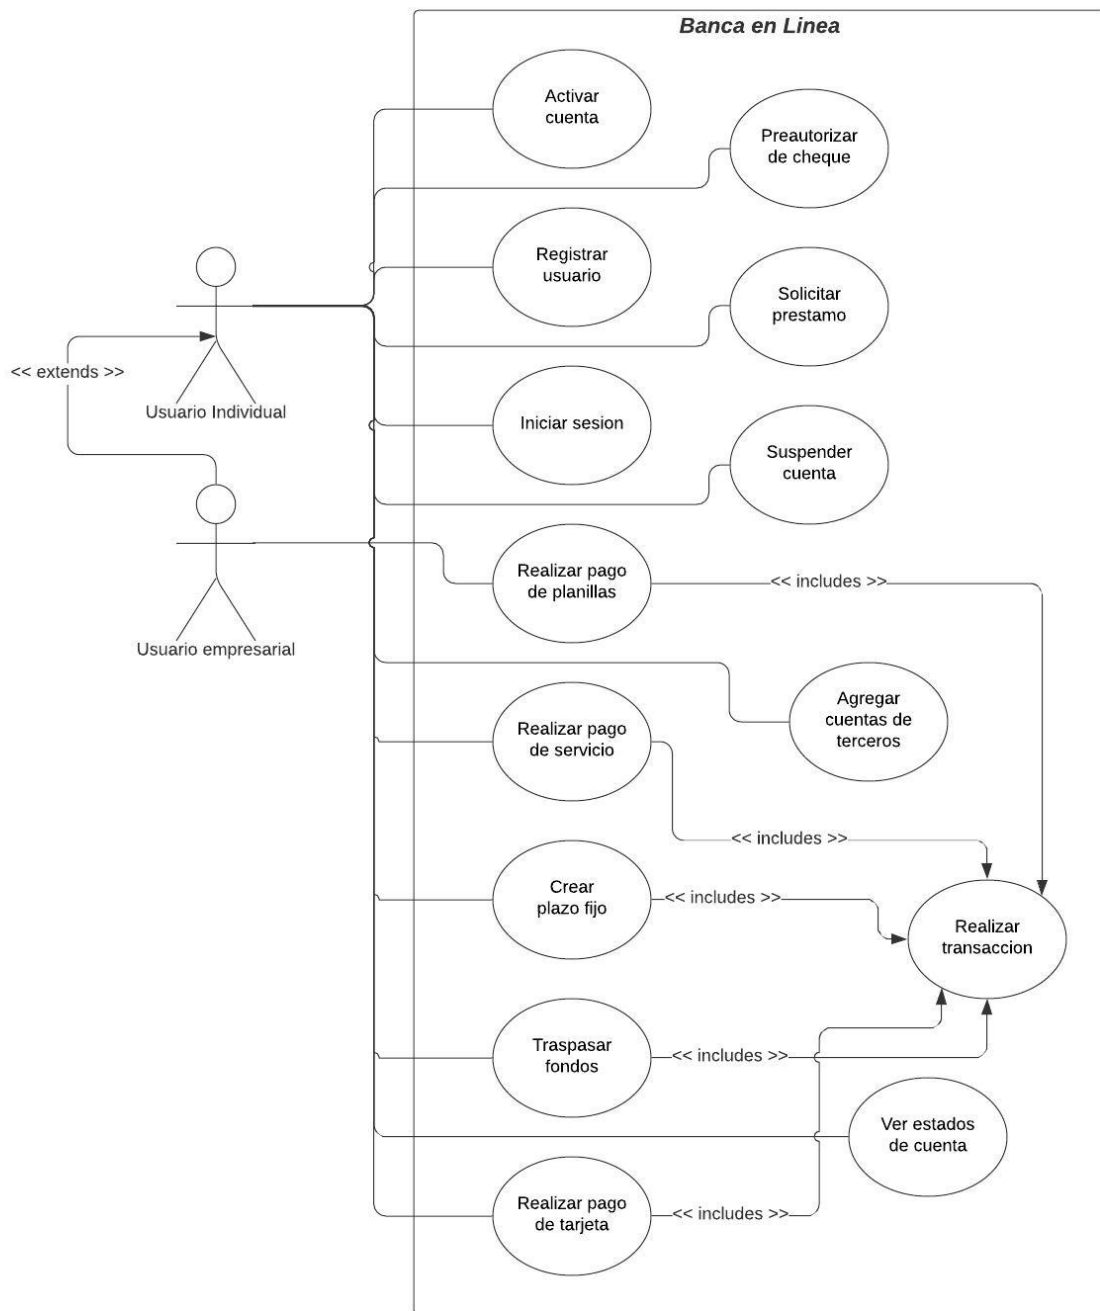 Banca en Linea
Activar
cuenta
Preautorizar
de cheque
Registrar
usuario
Solicitar
prestamo
<< extends >>
Usuario Individual
Iniciar sesion
Suspender
cuenta
Realizar pago
de planillas
<< includes >>
Usuario empresarial
Agregar
cuentas de
terceros
Realizar pago
de servicio
<< includes >>
Crear
plazo fijo
<< includes >>
Realizar
transaccion
Traspasar
fondos
<< includes >>
Ver estados
de cuenta
Realizar pago
de tarjeta
<< includes >>